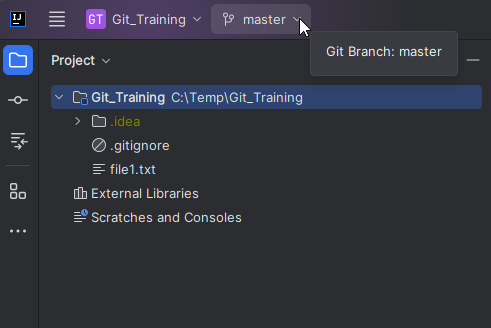 IJ
GT Git_Training master
Git Branch: master
Project
Git_Training C:\Temp\Git_Training
.idea
.gitignore
file1.txt
External Libraries
Scratches and Consoles